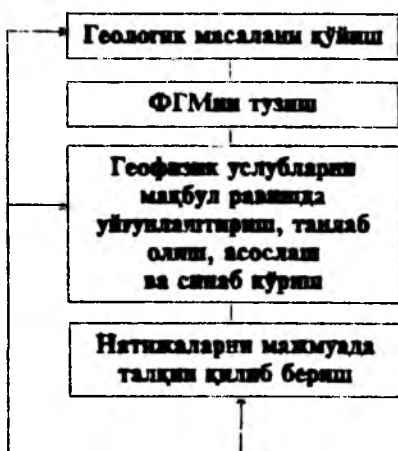 Геологик масалани қўйиш
ФГМни тузиш
Геофизик услубларни
мақбул равишда
уйғунлаштириш, танлаб
олиш, асослаш
ва синаб кўриш
Натижаларни мажмуада
талқин қилиб бериш